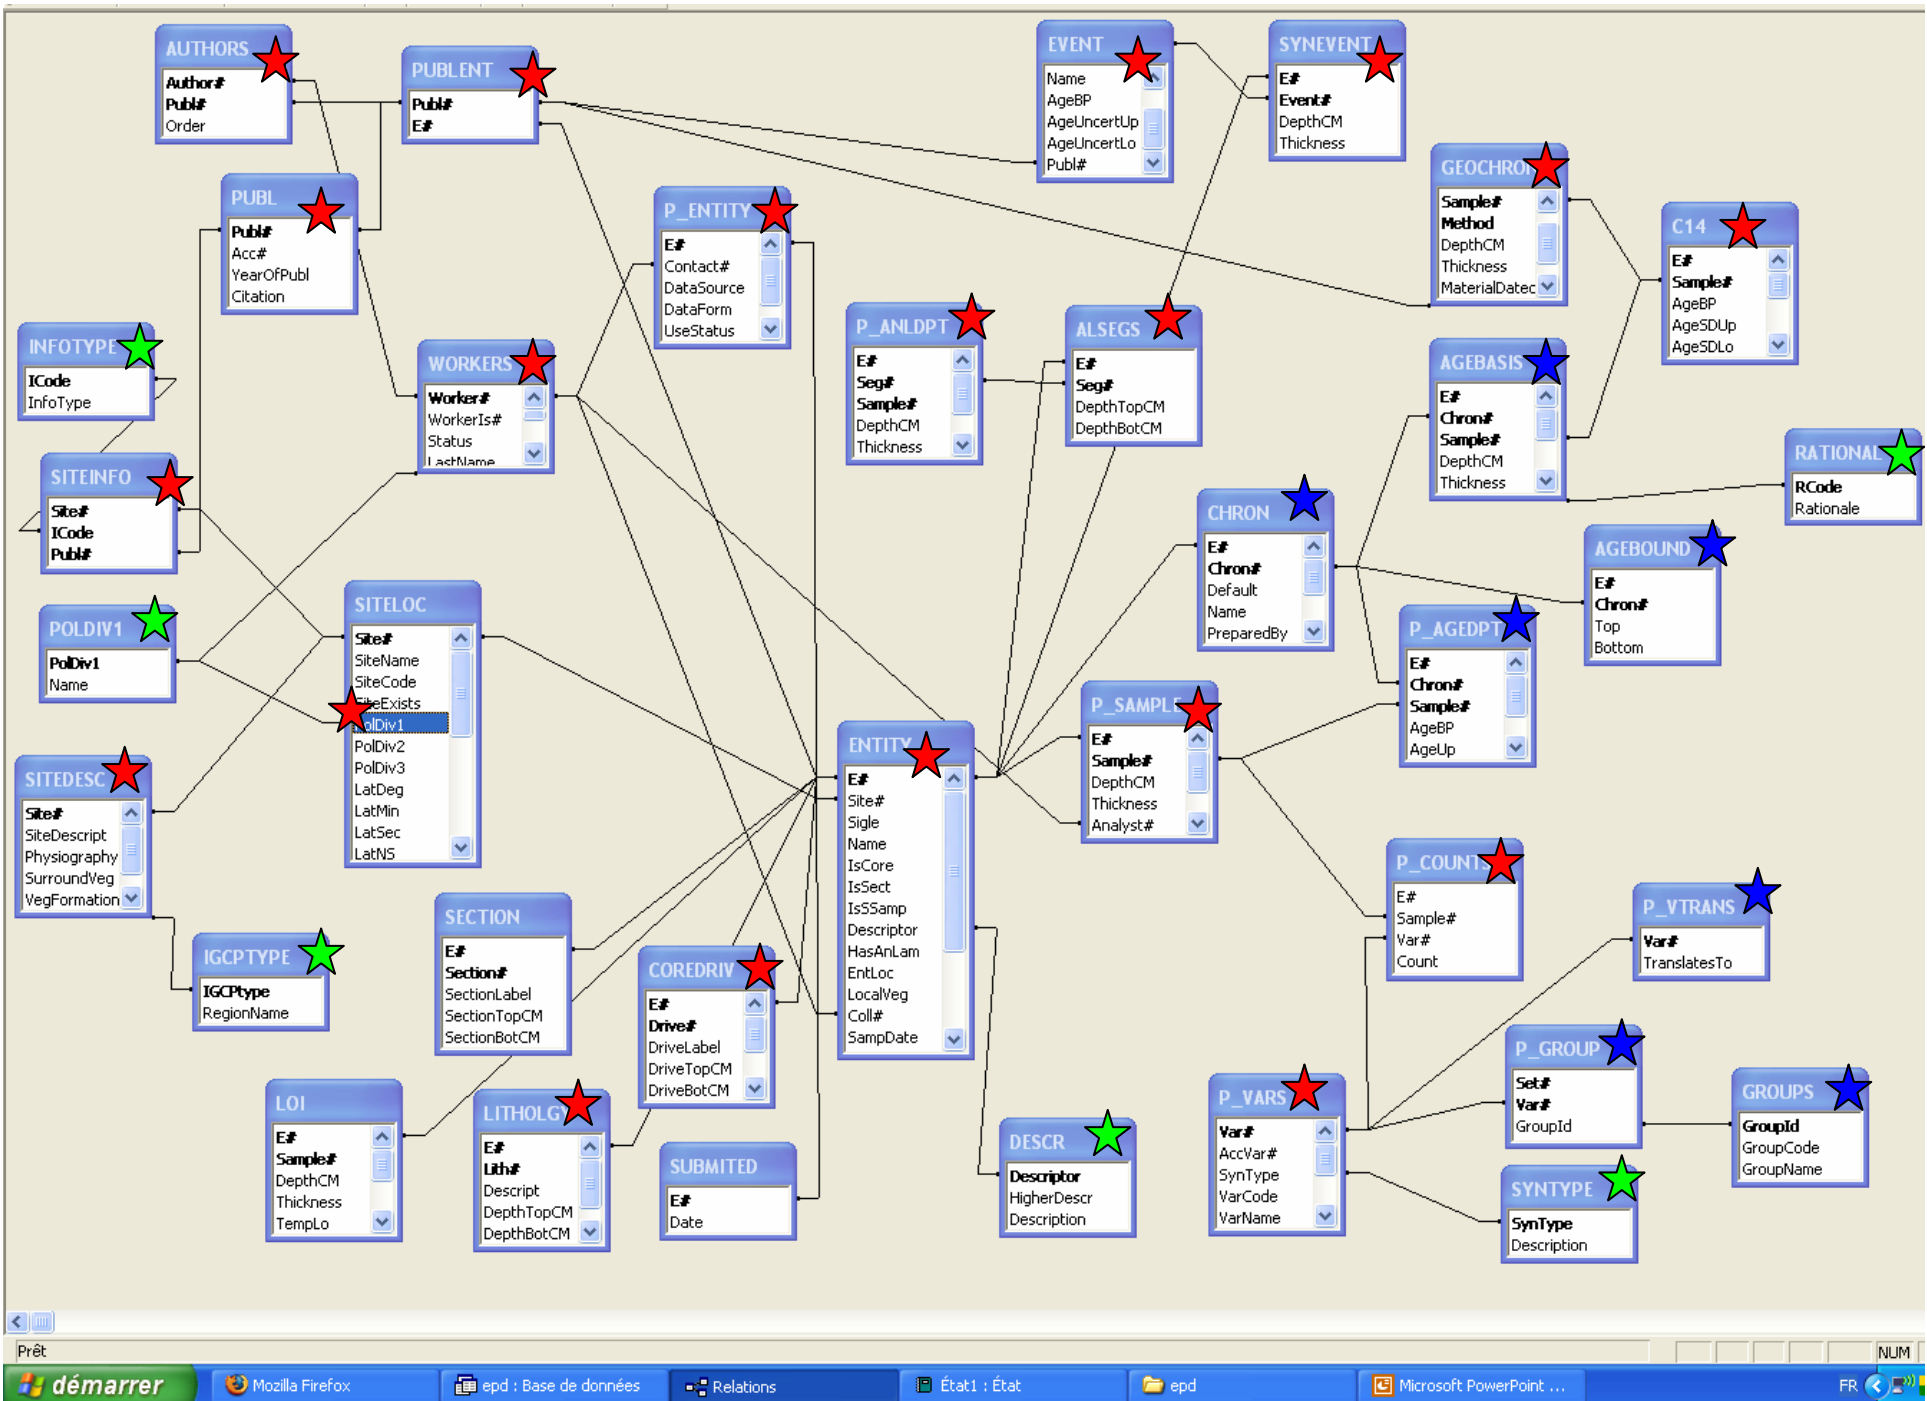 AUTHORS
Author#
Publ#
Order
PUBLENT
Publ#
E#
EVENT
Name
AgeBP
AgeUncertUp
AgeUncertLo
Publ#
SYNEVENT
E#
Event#
DepthCM
Thickness
PUBL
Publ#
Acc#
YearOfPubl
Citation
P_ENTITY
E#
Contact#
DataSource
DataForm
UseStatus
GEOCHRO
Sample#
Method
DepthCM
Thickness
MaterialDatec
C14
E#
Sample#
AgeBP
AgeSDUp
AgeSDLo
INFOTYPE
ICode
InfoType
WORKERS
Worker#
WorkerIs#
Status
LastName
P_ANLDPT
E#
Seg#
Sample#
DepthCM
Thickness
ALSEGS
E#
Seg#
DepthTopCM
DepthBotCM
AGEBASIS
E#
Chron#
Sample#
DepthCM
Thickness
RATIONAL
RCode
Rationale
SITEINFO
Site#
ICode
Publ#
CHRON
E#
Chron#
Default
Name
PreparedBy
AGEBOUND
E#
Chron#
Top
Bottom
POLDIV1
PolDiv1
Name
SITELOC
Site#
SiteName
SiteCode
SiteExists
PolDiv1
PolDiv2
PolDiv3
LatDeg
LatMin
LatSec
LatNS
P_AGEDPT
E#
Chron#
Sample#
AgeBP
AgeUp
P_SAMPLE
E#
Sample#
DepthCM
Thickness
Analyst#
ENTITY
E#
Site#
Sigle
Name
IsCore
IsSect
IsSSamp
Descriptor
HasAnLam
EntLoc
LocalVeg
Coll#
SampDate
SITEDESC
Site#
SiteDescript
Physiography
SurroundVeg
VegFormation
P_COUNTS
E#
Sample#
Var#
Count
P_VTRANS
Var#
TranslatesTo
SECTION
E#
Section#
SectionLabel
SectionTopCM
SectionBotCM
IGCPTYPE
IGCPtype
RegionName
COREDRIV
E#
Drive#
DriveLabel
DriveTopCM
DriveBotCM
P_GROUP
Set#
Var#
GroupId
GROUPS
GroupId
GroupCode
GroupName
LOI
E#
Sample#
DepthCM
Thickness
TempLo
LITHOLGY
E#
Lith#
Descript
DepthTopCM
DepthBotCM
SUBMITED
E#
Date
DESCR
Descriptor
HigherDescr
Description
P_VARS
Var#
AccVar#
SynType
VarCode
VarName
SYNTYPE
SynType
Description
Prêt
NUM
démarrer
Mozilla Firefox
epd : Base de données
Relations
État1 : État
epd
Microsoft PowerPoint ...
FR